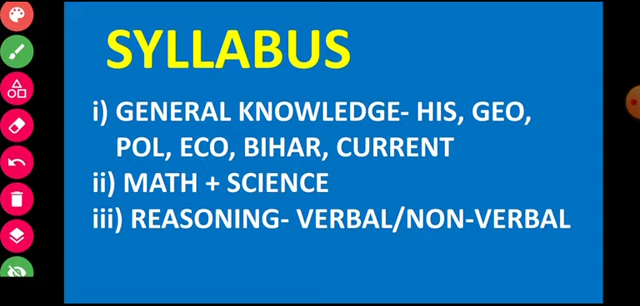 SYLLABUS
i) GENERAL KNOWLEDGE- HIS, GEO,
POL, ECO, BIHAR, CURRENT
ii) MATH + SCIENCE
iii) REASONING- VERBAL/NON-VERBAL